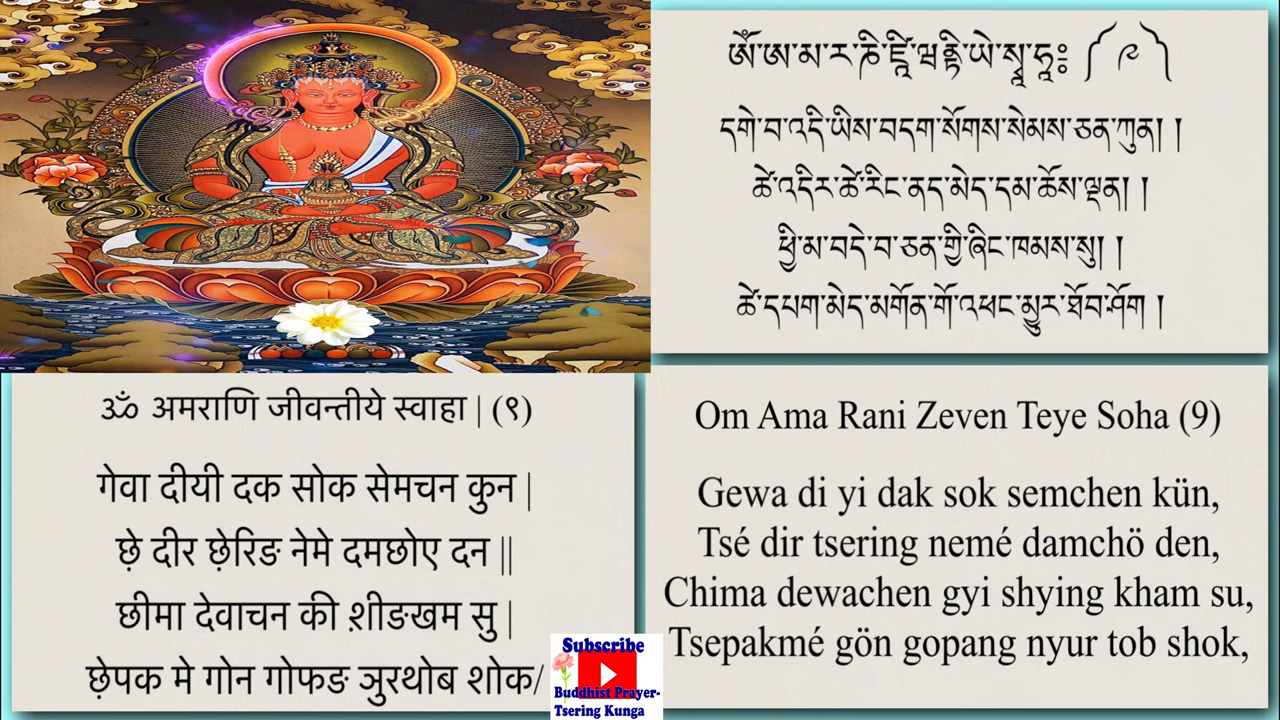 ༀ་ཨ་མ་ར་ཎི་ཛཱི་ཝནྟི་ཡེ་སྭཱ་ཧཱ༔ ༼ ༩ ༽
དགེ་བ་འདི་ཡིས་བདག་སོགས་སེམས་ཅན་ཀུན། །
ཚེ་འདིར་ཚེ་རིང་ནད་མེད་དམ་ཆོས་ལྡན། །
ཕྱི་མ་བདེ་བ་ཅན་གྱི་ཞིང་ཁམས་སུ། །
ཚེ་དཔག་མེད་མགོན་གོ་འཕང་མྱུར་ཐོབ་ཤོག །
ॐ अमराणि जीवन्तीये स्वाहा | (९)
गेवा दीयी दक सोक सेमचन कुन |
छे़ दीर छे़रिङ नेमे दमछोए दन ||
छीमा देवाचन की श़ीङखम सु |
छे़पक मे गोन गोफङ ञुरथोब शोक/
Om Ama Rani Zeven Teye Soha (9)
Gewa di yi dak sok semchen kün,
Tsé dir tsering nemé damchö den,
Chima dewachen gyi shying kham su,
Tsepakmé gön gopang nyur tob shok,
Subscribe
Buddhist Prayer-
Tsering Kunga